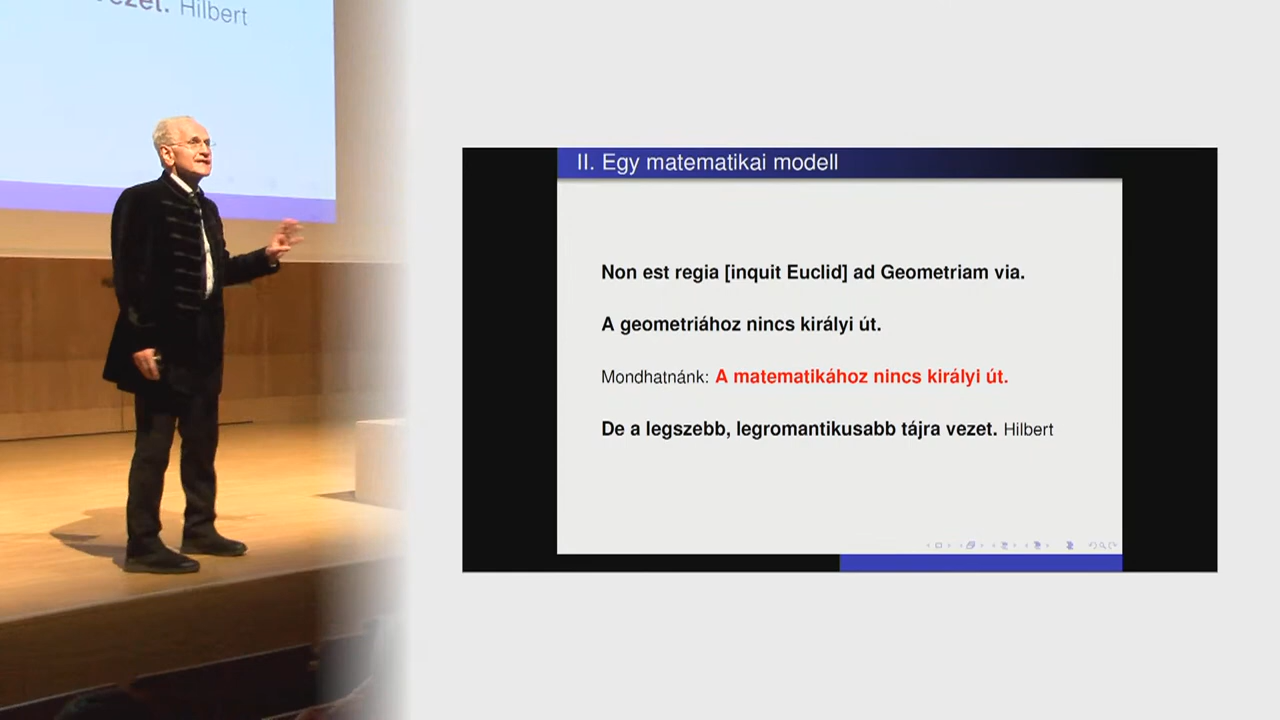 vezet. Hilbert
II. Egy matematikai modell
Non est regia [inquit Euclid] ad Geometriam via.
A geometriához nincs királyi út.
Mondhatnánk: A matematikához nincs királyi út.
De a legszebb, legromantikusabb tájra vezet. Hilbert